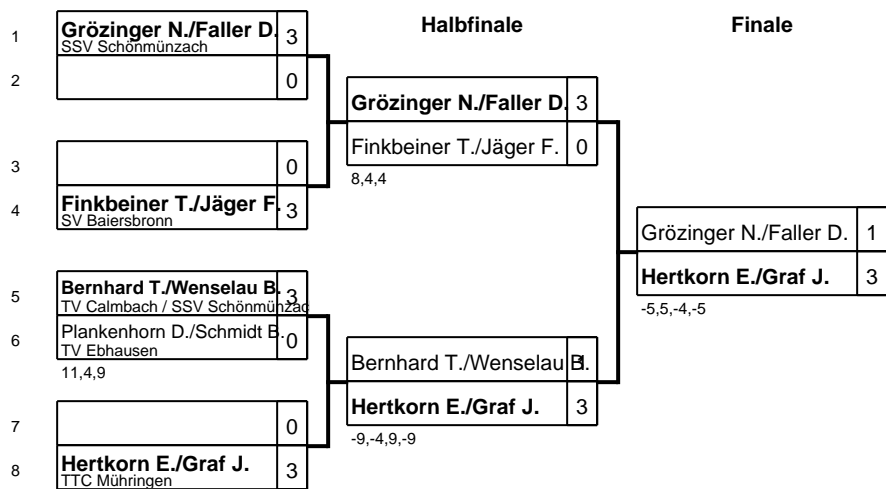 Halbfinale
Finale
1
Grözinger N./Faller D. 3
SSV Schönmünzach
2
0
3
0
4
Finkbeiner T./Jäger F. 3
SV Baiersbronn
5
Bernhard T./Wenselau B. 3
TV Calmbach / SSV Schönmünzac
6
Plankenhorn D./Schmidt B. 0
TV Ebhausen
11,4,9
7
0
8
Hertkorn E./Graf J. 3
TTC Mühringen
Grözinger N./Faller D. 3
Finkbeiner T./Jäger F. 0
8,4,4
Bernhard T./Wenselau B. 1
Hertkorn E./Graf J. 3
-9,-4,9,-9
Grözinger N./Faller D. 1
Hertkorn E./Graf J. 3
-5,5,-4,-5